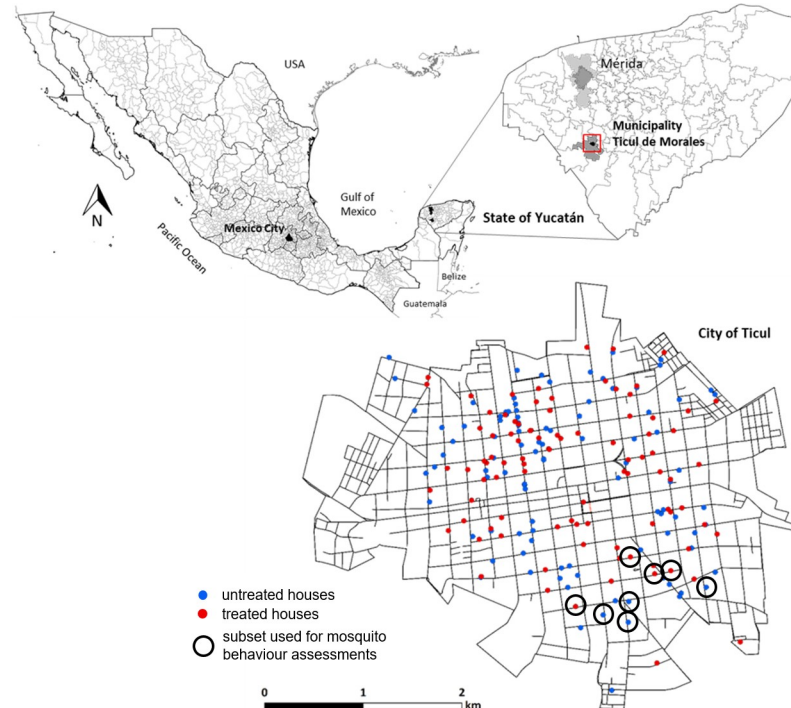 USA
Mérida
Municipality
Ticul de Morales
Gulf of
Mexico
State of Yucatán
N
Mexico City
Pacific Ocean
Belize
Guatemala
City of Ticul
untreated houses
treated houses
subset used for mosquito
behaviour assessments
0 1 2
km